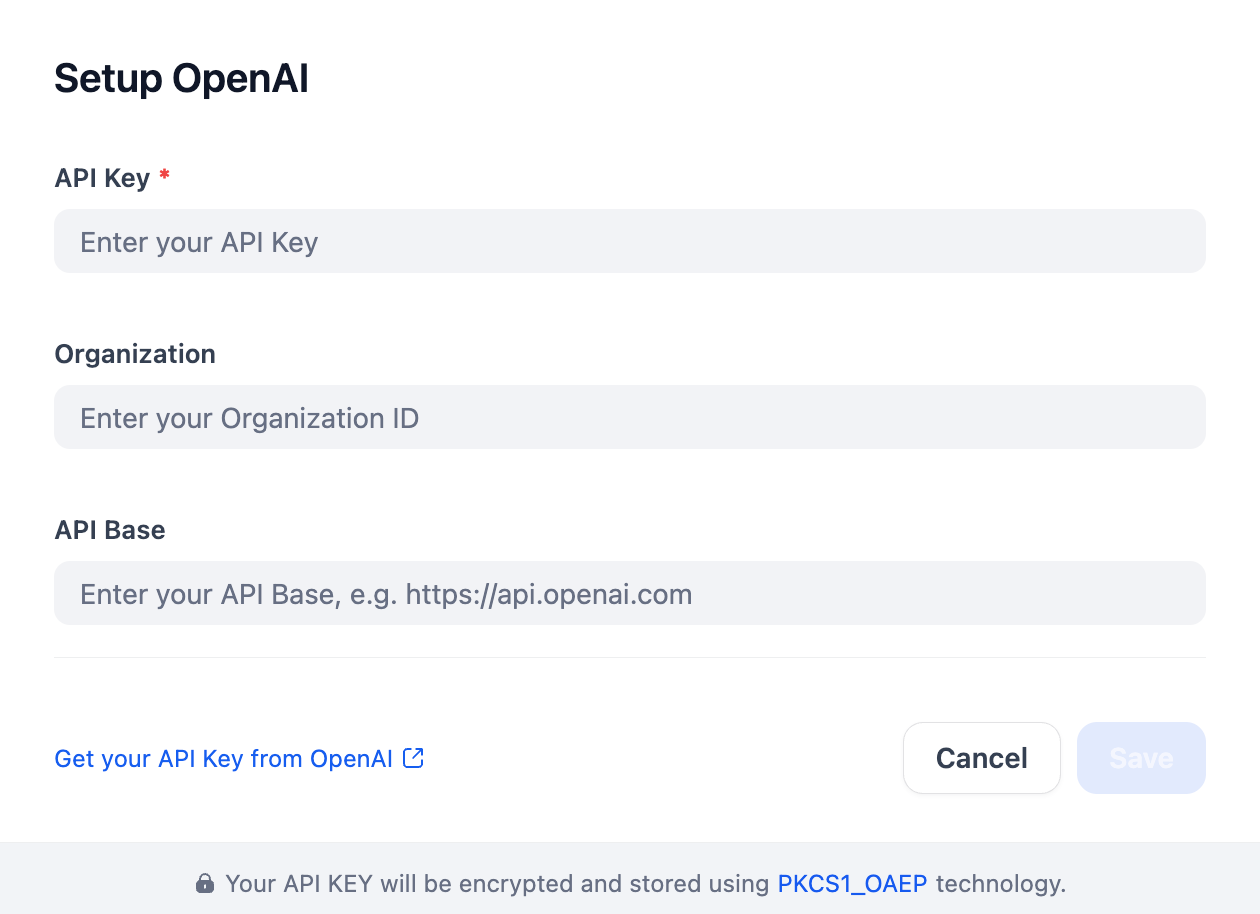 Setup OpenAI
API Key *
Enter your API Key
Organization
Enter your Organization ID
API Base
Enter your API Base, e.g. https://api.openai.com
Get your API Key from OpenAI
Cancel
Save
Your API KEY will be encrypted and stored using PKCS1_OAEP technology.